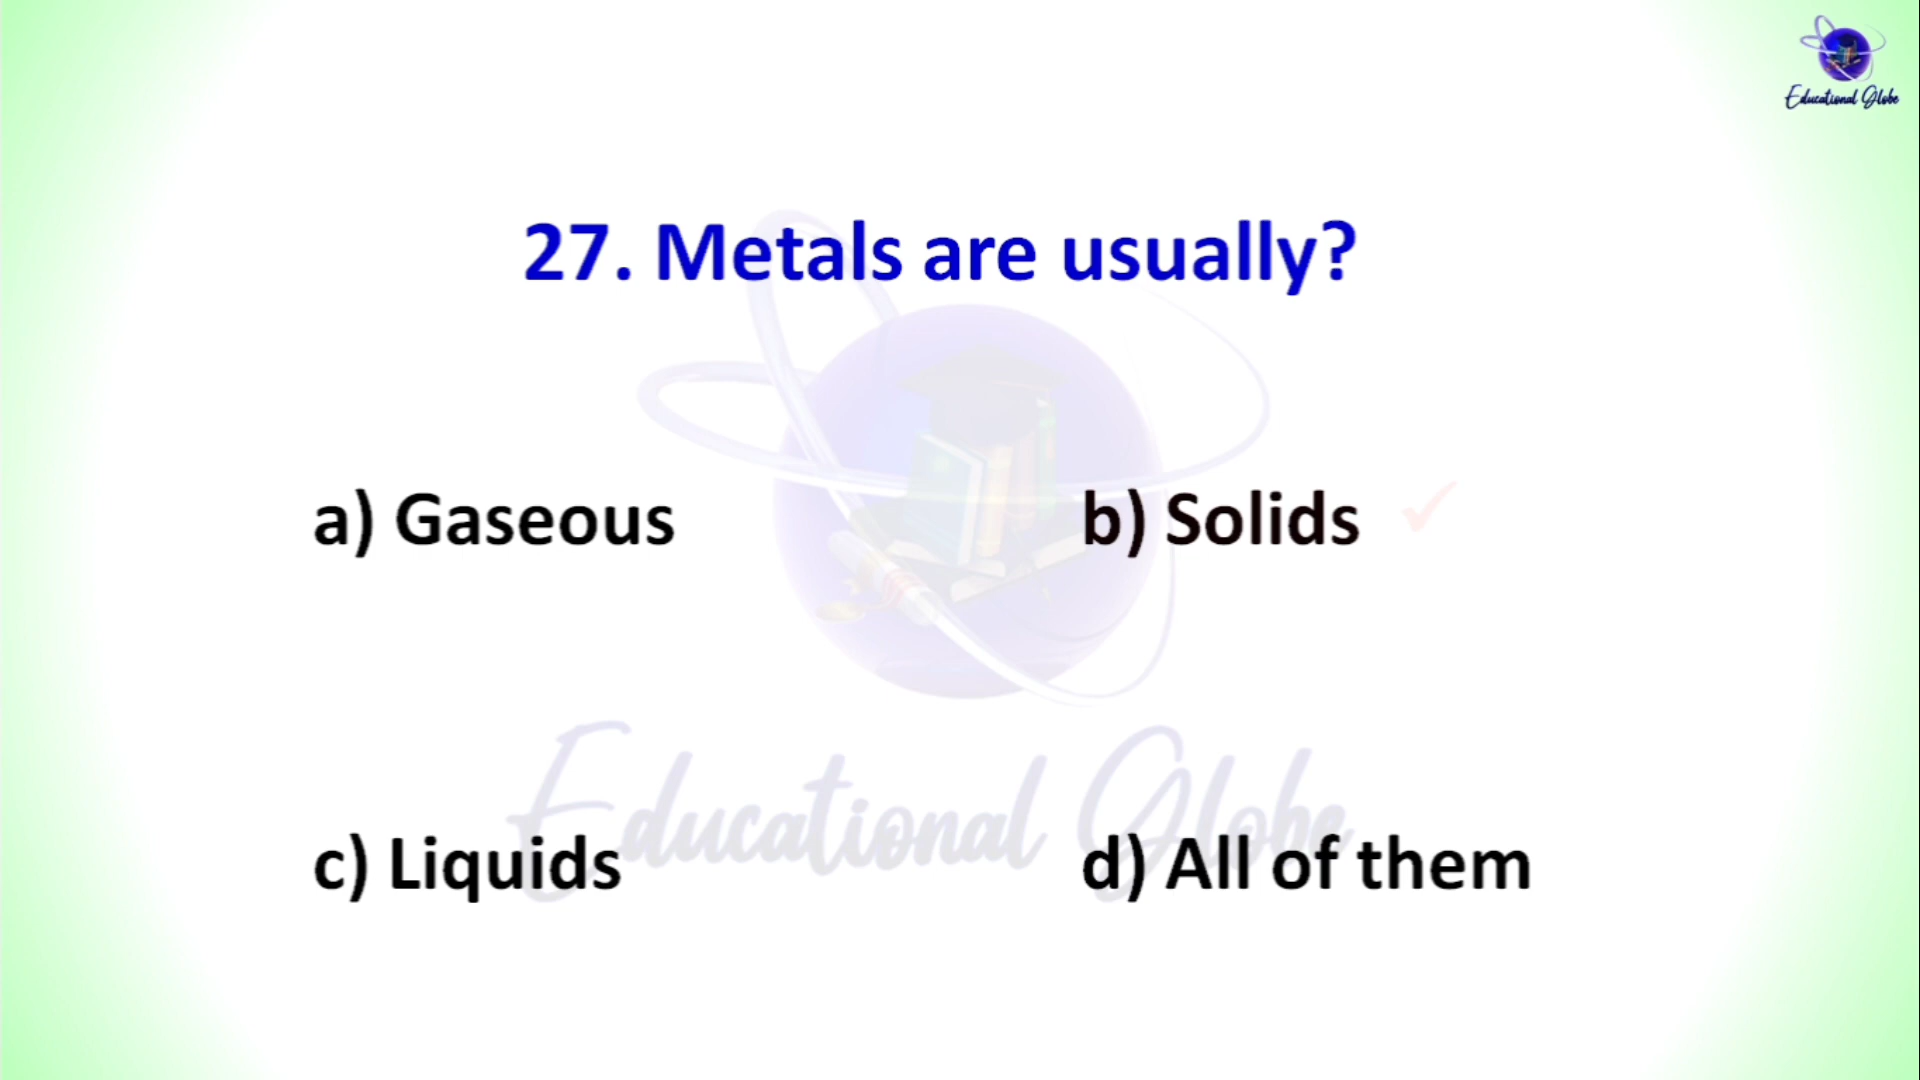 Educational Globe
27. Metals are usually?
a) Gaseous
b) Solids ✓
c) Liquids
d) All of them
Educational Globe